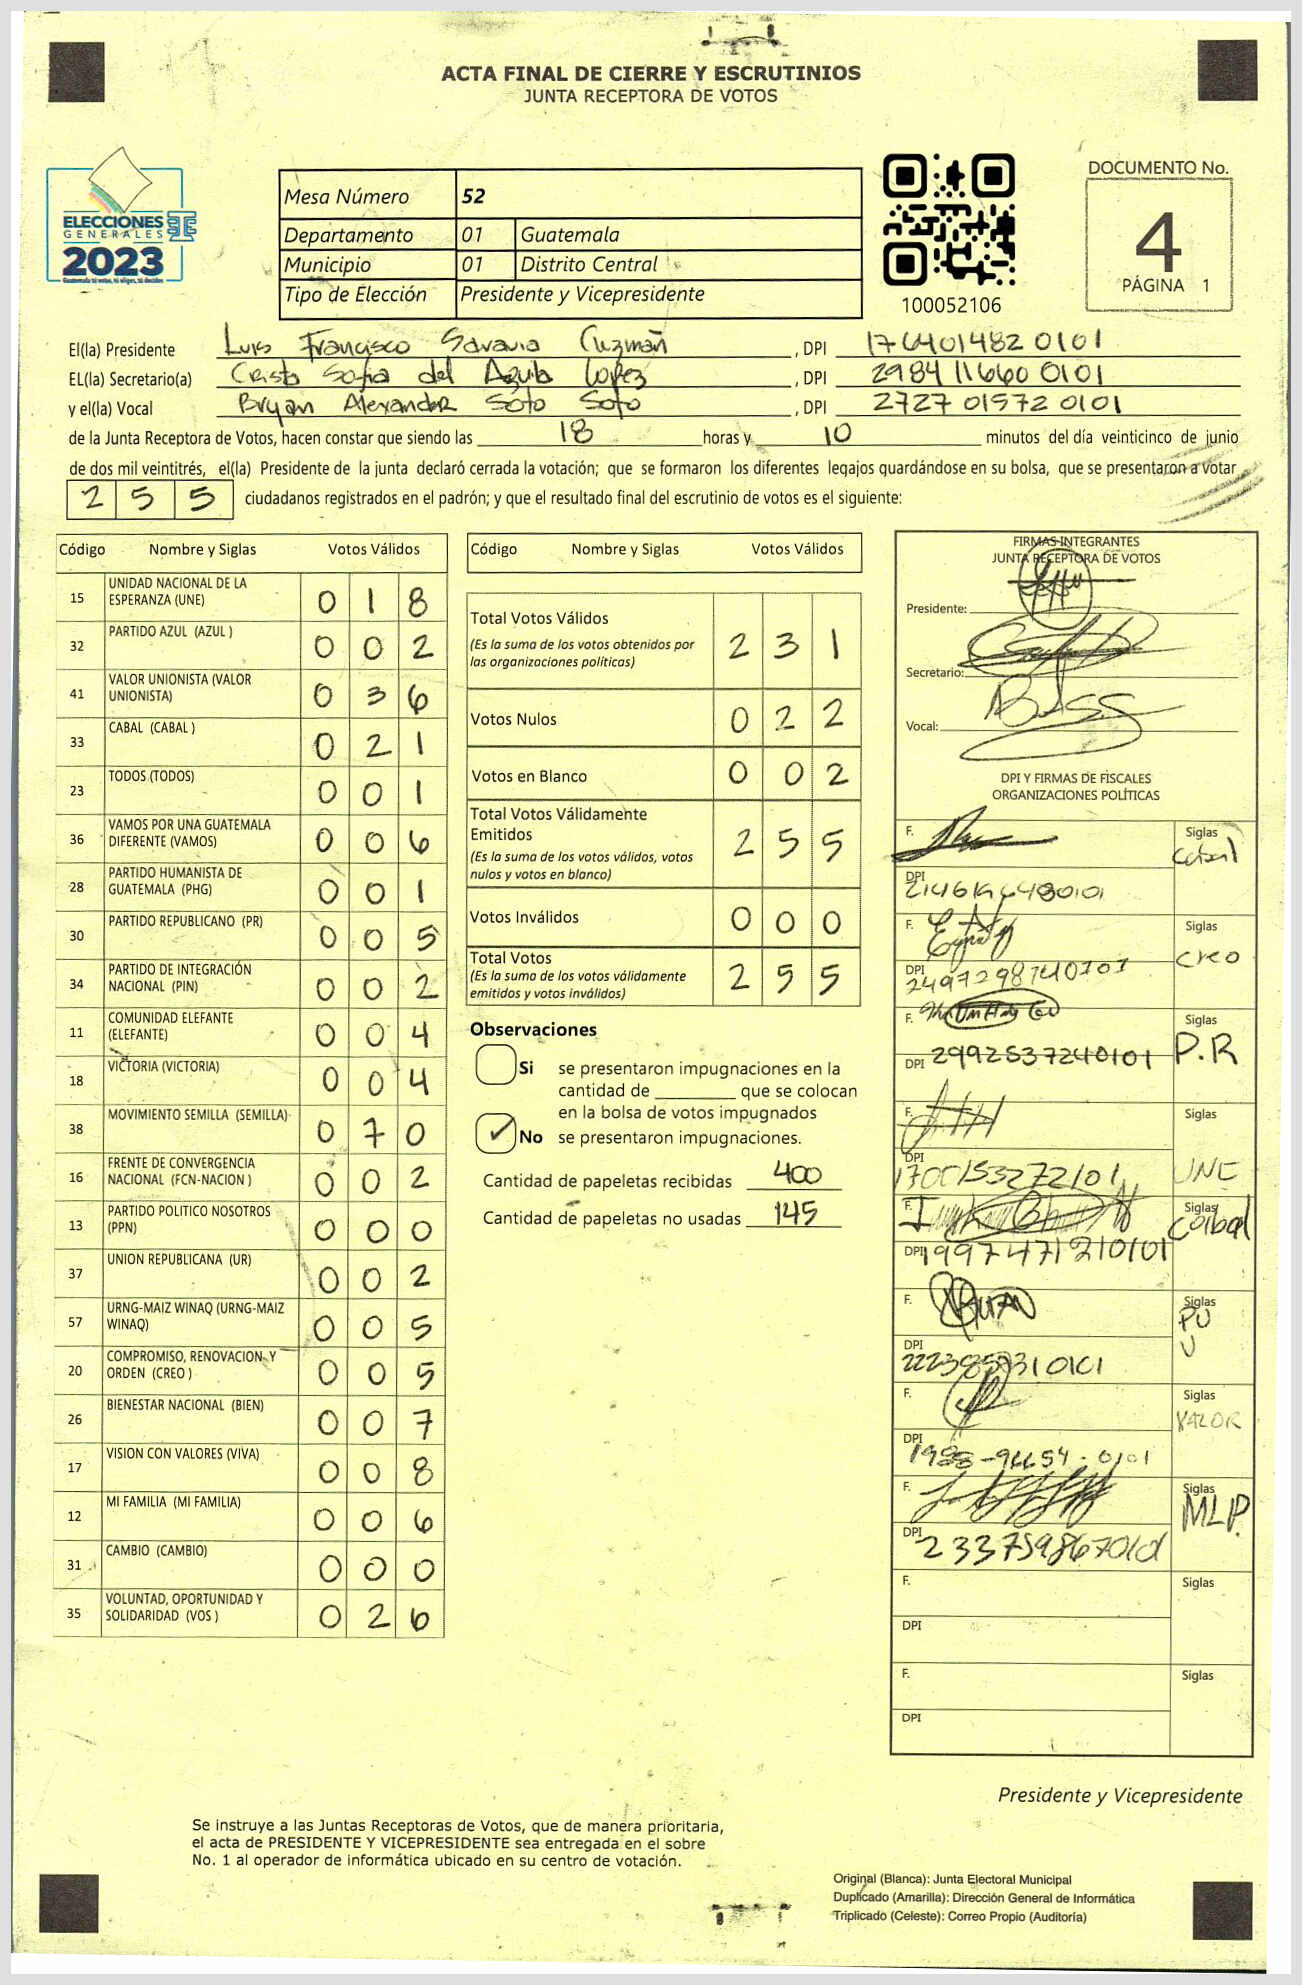 ACTA FINAL DE CIERRE Y ESCRUTINIOS
JUNTA RECEPTORA DE VOTOS
ELECCIONES
GENERALES
2023
Mesa Número 52
Departamento 01 Guatemala
Municipio 01 Distrito Central
Tipo de Elección Presidente y Vicepresidente
100052106
DOCUMENTO No.
4
PÁGINA 1
El(la) Presidente Luis Francisco Saravia Guzmán , DPI 176401482 0101
EL(la) Secretario(a) Crista Sofia del Aguila Lopez , DPI 2984 11660 0101
y el(la) Vocal Bryan Alexander Soto Soto , DPI 2727 01572 0101
de la Junta Receptora de Votos, hacen constar que siendo las 18 horas y 10 minutos del día veinticinco de junio
de dos mil veintitrés, el(la) Presidente de la junta declaró cerrada la votación; que se formaron los diferentes legajos quardándose en su bolsa, que se presentaron a votar
2 5 5 ciudadanos registrados en el padrón; y que el resultado final del escrutinio de votos es el siguiente:
Código Nombre y Siglas Votos Válidos
15 UNIDAD NACIONAL DE LA ESPERANZA (UNE) 0 1 8
32 PARTIDO AZUL (AZUL ) 0 0 2
41 VALOR UNIONISTA (VALOR UNIONISTA) 0 3 6
33 CABAL (CABAL ) 0 2 1
23 TODOS (TODOS) 0 0 1
36 VAMOS POR UNA GUATEMALA DIFERENTE (VAMOS) 0 0 6
28 PARTIDO HUMANISTA DE GUATEMALA (PHG) 0 0 1
30 PARTIDO REPUBLICANO (PR) 0 0 5
34 PARTIDO DE INTEGRACIÓN NACIONAL (PIN) 0 0 2
11 COMUNIDAD ELEFANTE (ELEFANTE) 0 0 4
18 VICTORIA (VICTORIA) 0 0 4
38 MOVIMIENTO SEMILLA (SEMILLA) 0 7 0
16 FRENTE DE CONVERGENCIA NACIONAL (FCN-NACION ) 0 0 2
13 PARTIDO POLITICO NOSOTROS (PPN) 0 0 0
37 UNION REPUBLICANA (UR) 0 0 2
57 URNG-MAIZ WINAQ (URNG-MAIZ WINAQ) 0 0 5
20 COMPROMISO, RENOVACION Y ORDEN (CREO ) 0 0 5
26 BIENESTAR NACIONAL (BIEN) 0 0 7
17 VISION CON VALORES (VIVA) 0 0 8
12 MI FAMILIA (MI FAMILIA) 0 0 6
31 CAMBIO (CAMBIO) 0 0 0
35 VOLUNTAD, OPORTUNIDAD Y SOLIDARIDAD (VOS ) 0 2 6
Código Nombre y Siglas Votos Válidos
Total Votos Válidos 2 3 1
(Es la suma de los votos obtenidos por
las organizaciones políticas)
Votos Nulos 0 2 2
Votos en Blanco 0 0 2
Total Votos Válidamente
Emitidos 2 5 5
(Es la suma de los votos válidos, votos
nulos y votos en blanco)
Votos Inválidos 0 0 0
Total Votos 2 5 5
(Es la suma de los votos válidamente
emitidos y votos inválidos)
Observaciones
Si se presentaron impugnaciones en la
cantidad de ________ que se colocan
en la bolsa de votos impugnados
✓ No se presentaron impugnaciones.
Cantidad de papeletas recibidas 400
Cantidad de papeletas no usadas 145
FIRMAS INTEGRANTES
JUNTA RECEPTORA DE VOTOS
Presidente:
Secretario:
Vocal:
DPI Y FIRMAS DE FISCALES
ORGANIZACIONES POLÍTICAS
F. Siglas Cabal
DPI
F. Siglas Creo
DPI
F. Siglas P.R
DPI 2992537240101
F. Siglas UNE
DPI 1700153272101
F. Siglas Cabal
DPI 1997471210101
F. Siglas PU
U
DPI
F. Siglas VALOR
DPI
F. Siglas MLP.
DPI 2337598670101
F. Siglas
DPI
F. Siglas
DPI
Presidente y Vicepresidente
Se instruye a las Juntas Receptoras de Votos, que de manera prioritaria,
el acta de PRESIDENTE Y VICEPRESIDENTE sea entregada en el sobre
No. 1 al operador de informática ubicado en su centro de votación.
Original (Blanca): Junta Electoral Municipal
Duplicado (Amarilla): Dirección General de Informática
Triplicado (Celeste): Correo Propio (Auditoría)